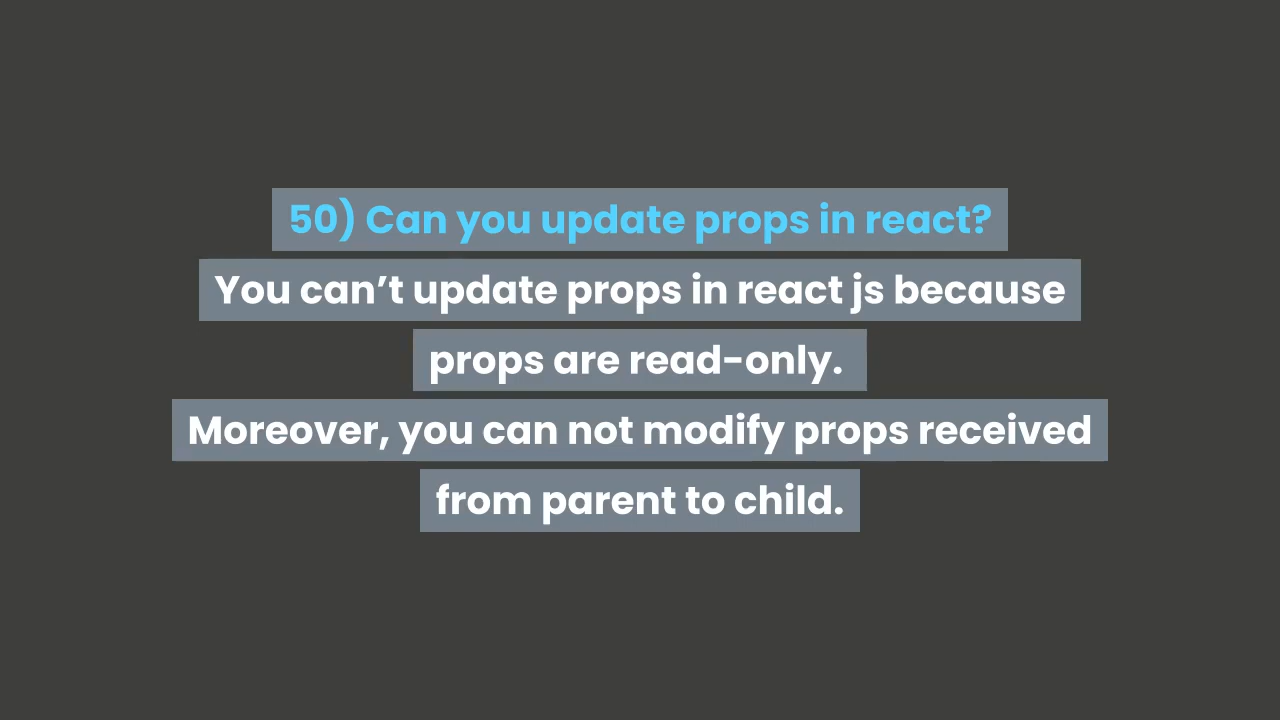 50) Can you update props in react?
You can’t update props in react js because
props are read-only.
Moreover, you can not modify props received
from parent to child.